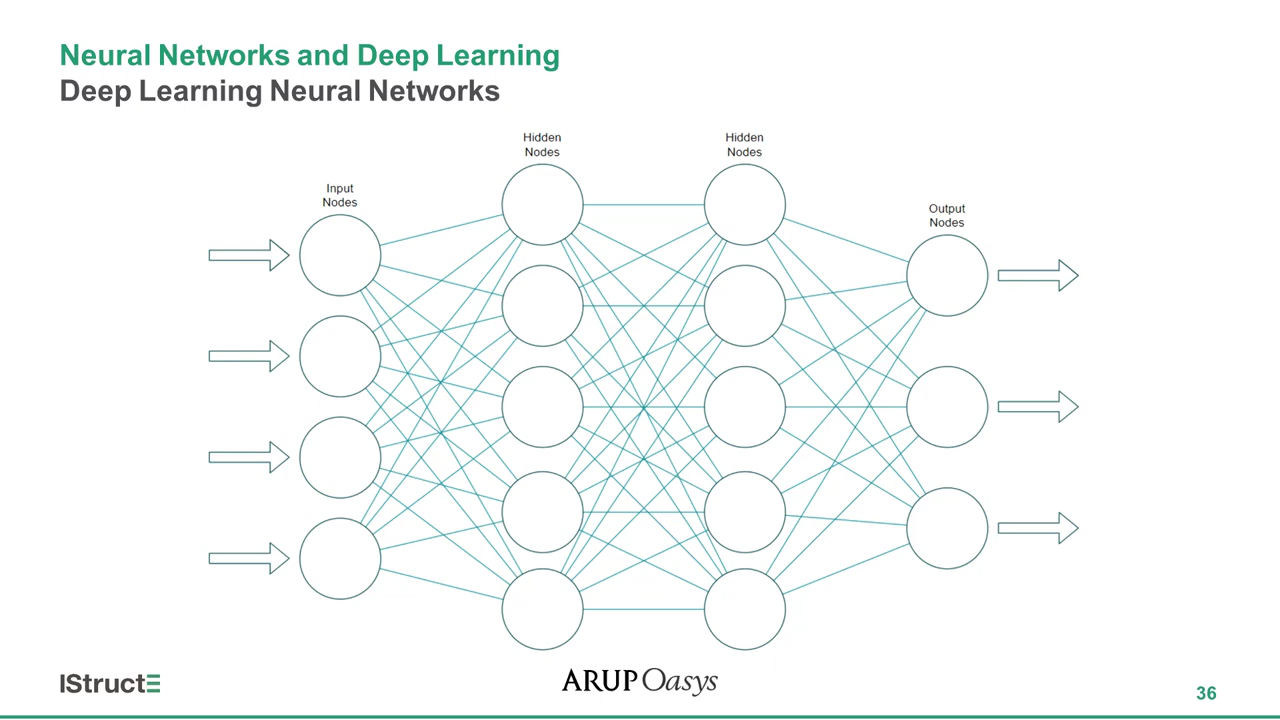 Neural Networks and Deep Learning
Deep Learning Neural Networks
Hidden
Nodes
Hidden
Nodes
Input
Nodes
Output
Nodes
IStructE
ARUP Oasys
36